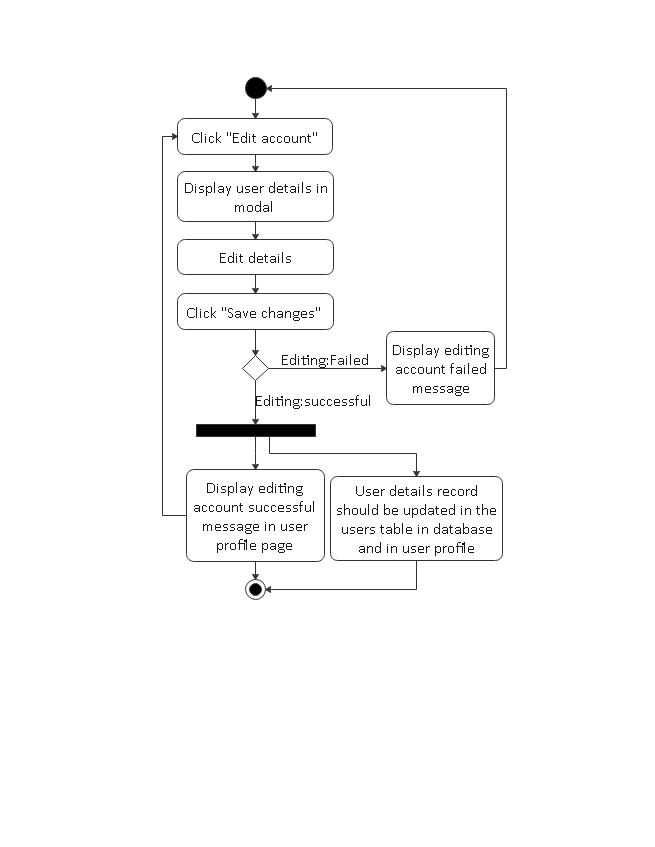 Click "Edit account"
Display user details in
modal
Edit details
Click "Save changes"
Editing:Failed
Display editing
account failed
message
Editing:successful
Display editing
account successful
message in user
profile page
User details record
should be updated in the
users table in database
and in user profile